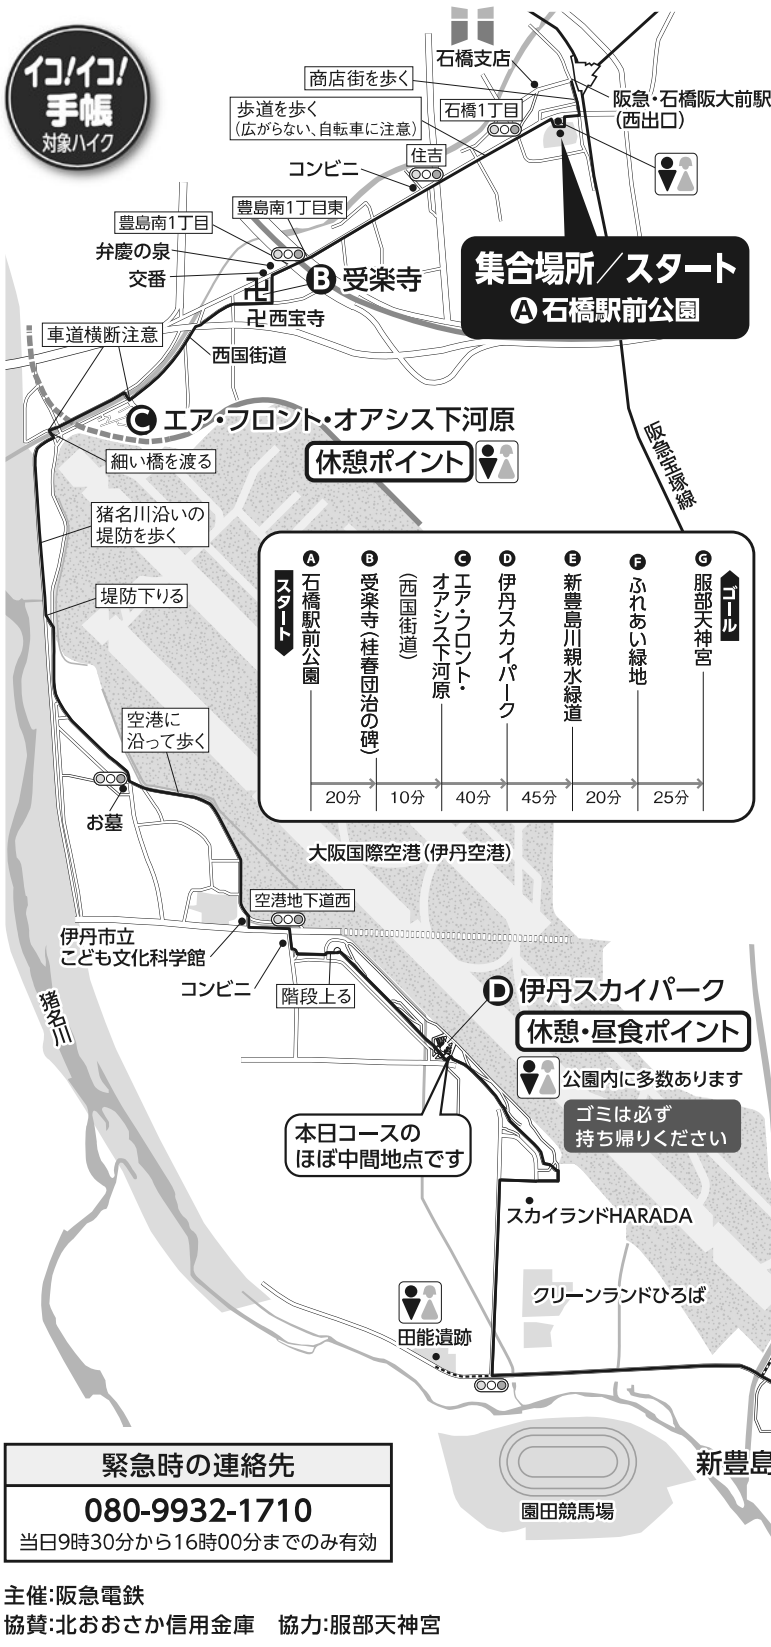 イコ!イコ!
手帳
対象ハイク
石橋支店
商店街を歩く
阪急・石橋阪大前駅
(西出口)
歩道を歩く
(広がらない、自転車に注意)
石橋1丁目
住吉
コンビニ
豊島南1丁目東
豊島南1丁目
弁慶の泉
交番
B 受楽寺
卍西宝寺
集合場所/スタート
A 石橋駅前公園
車道横断注意
西国街道
C エア・フロント・オアシス下河原
休憩ポイント
細い橋を渡る
阪急宝塚線
猪名川沿いの
堤防を歩く
堤防下りる
スタート
A 石橋駅前公園
B 受楽寺(桂春団治の碑)
(西国街道)
C エア・フロント・
オアシス下河原
D 伊丹スカイパーク
E 新豊島川親水緑道
F ふれあい緑地
G 服部天神宮
ゴール
20分 10分 40分 45分 20分 25分
空港に
沿って歩く
お墓
大阪国際空港(伊丹空港)
空港地下道西
伊丹市立
こども文化科学館
コンビニ
階段上る
猪名川
D 伊丹スカイパーク
休憩・昼食ポイント
公園内に多数あります
ゴミは必ず
持ち帰りください
本日コースの
ほぼ中間地点です
スカイランドHARADA
クリーンランドひろば
田能遺跡
新豊島
園田競馬場
緊急時の連絡先
080-9932-1710
当日9時30分から16時00分までのみ有効
主催:阪急電鉄
協賛:北おおさか信用金庫 協力:服部天神宮